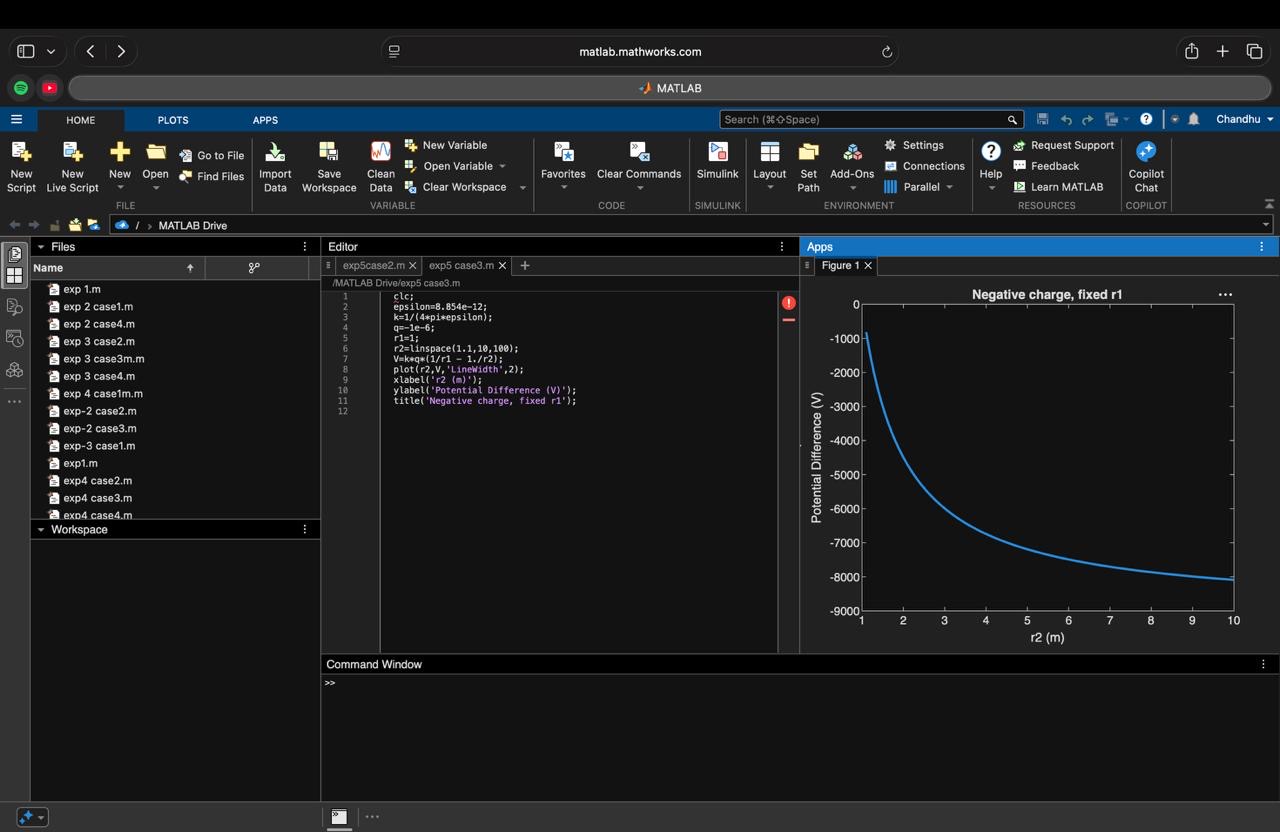 matlab.mathworks.com
MATLAB
HOME PLOTS APPS Search (⌘⇧Space) Chandhu
New Script
New Live Script
New
Open
Go to File
Find Files
FILE
Import Data
Save Workspace
Clean Data
New Variable
Open Variable
Clear Workspace
VARIABLE
Favorites
Clear Commands
CODE
Simulink
SIMULINK
Layout
Set Path
Add-Ons
Settings
Connections
Parallel
ENVIRONMENT
Help
Request Support
Feedback
Learn MATLAB
RESOURCES
Copilot Chat
COPILOT
/ › MATLAB Drive
Files
Name
exp 1.m
exp 2 case1.m
exp 2 case4.m
exp 3 case2.m
exp 3 case3m.m
exp 3 case4.m
exp 4 case1m.m
exp-2 case2.m
exp-2 case3.m
exp-3 case1.m
exp1.m
exp4 case2.m
exp4 case3.m
exp4 case4.m
Workspace
Editor
exp5case2.m exp5 case3.m
/MATLAB Drive/exp5 case3.m
1 clc;
2 epsilon=8.854e-12;
3 k=1/(4*pi*epsilon);
4 q=-1e-6;
5 r1=1;
6 r2=linspace(1.1,10,100);
7 V=k*q*(1/r1 - 1./r2);
8 plot(r2,V,'LineWidth',2);
9 xlabel('r2 (m)');
10 ylabel('Potential Difference (V)');
11 title('Negative charge, fixed r1');
12
Apps
Figure 1
Negative charge, fixed r1
Potential Difference (V)
0
-1000
-2000
-3000
-4000
-5000
-6000
-7000
-8000
-9000
1 2 3 4 5 6 7 8 9 10
r2 (m)
Command Window
>>